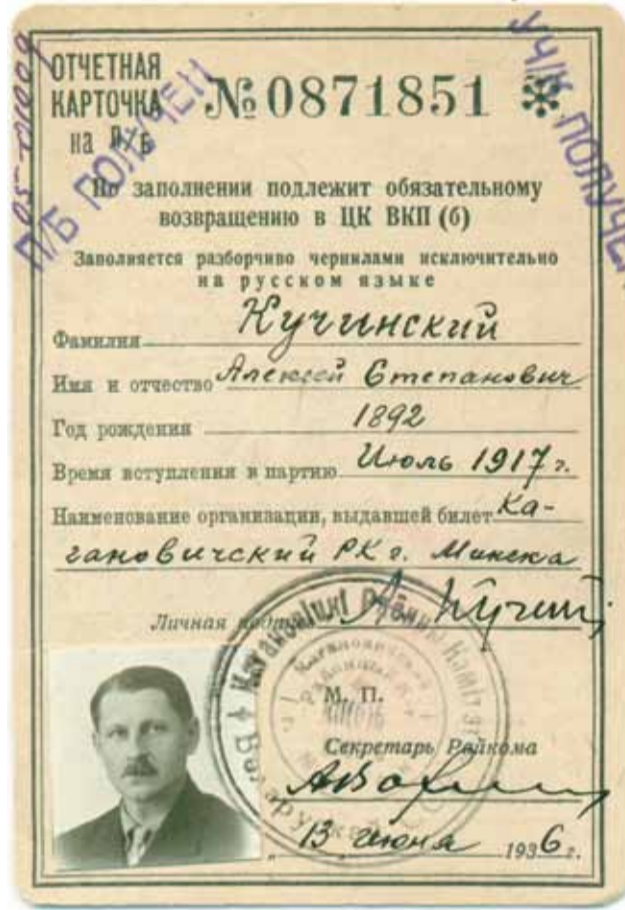 ОТЧЕТНАЯ
КАРТОЧКА № 0871851
на п/б
П/Б ПОЛУЧЕН
По заполнении подлежит обязательному
возвращению в ЦК ВКП (б)
Заполняется разборчиво чернилами исключительно
на русском языке
Фамилия Кучинский
Имя и отчество Алексей Степанович
Год рождения 1892
Время вступления в партию Июль 1917 г.
Наименование организации, выдавшей билет Ка-
гановичский РК г. Минска
Личная подпись
М. П.
Секретарь Райкома
13 июня 1936 г.